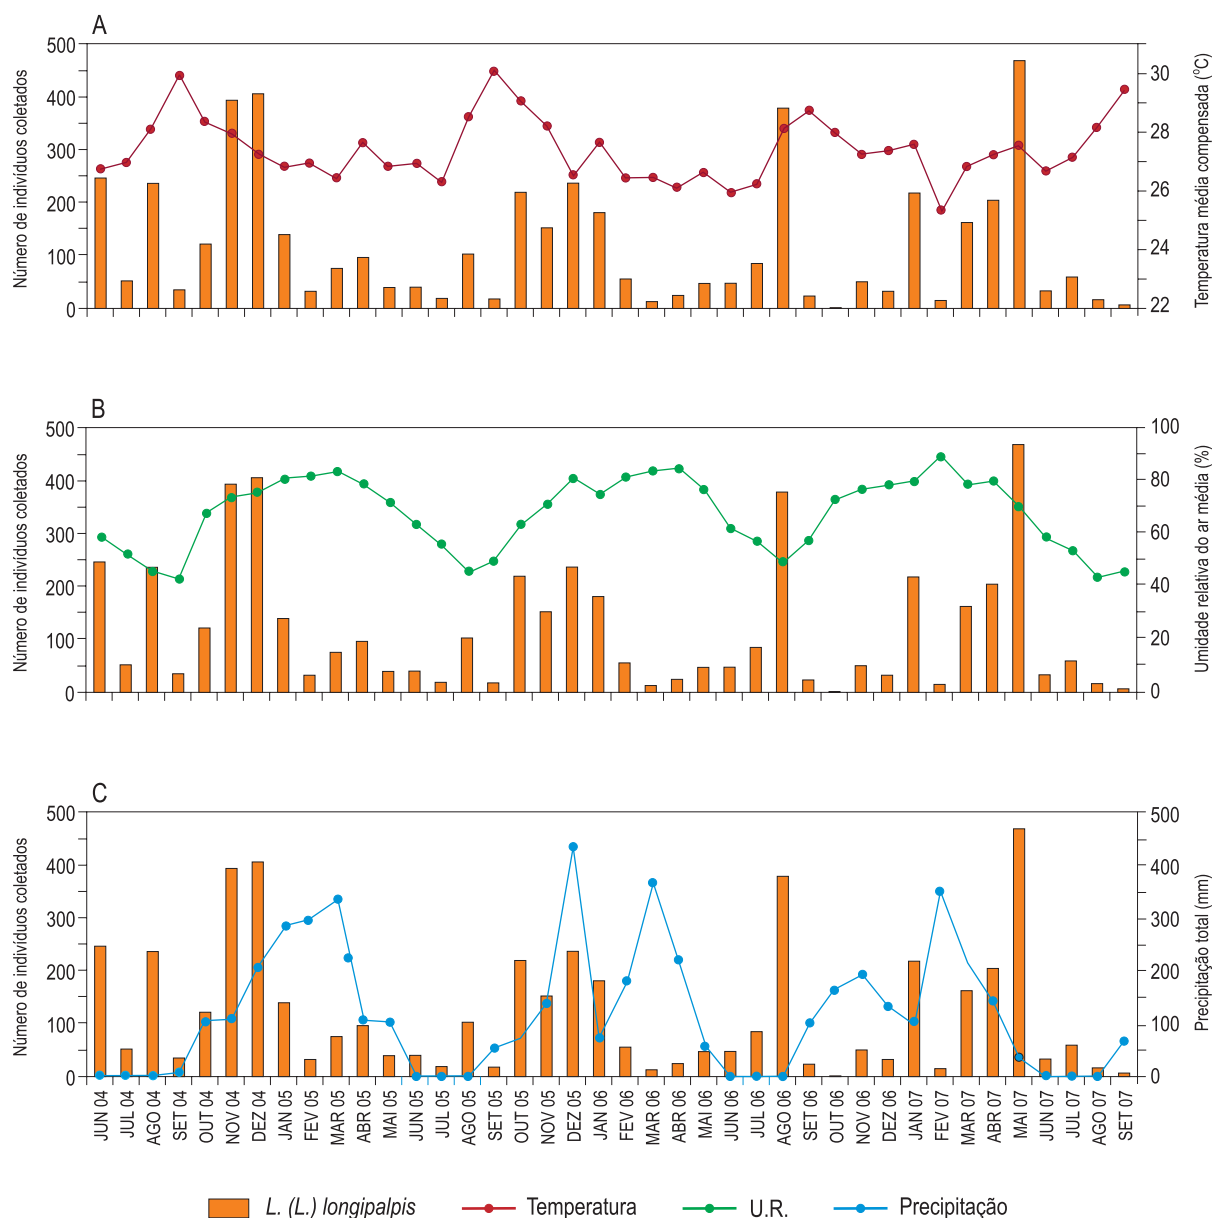 A
500
400
300
200
100
0
Número de indivíduos coletados
30
28
26
24
22
Temperatura média compensada (°C)
B
500
400
300
200
100
0
Número de indivíduos coletados
100
80
60
40
20
0
Umidade relativa do ar média (%)
C
500
400
300
200
100
0
Número de indivíduos coletados
500
400
300
200
100
0
Precipitação total (mm)
JUN 04
JUL 04
AGO 04
SET 04
OUT 04
NOV 04
DEZ 04
JAN 05
FEV 05
MAR 05
ABR 05
MAI 05
JUN 05
JUL 05
AGO 05
SET 05
OUT 05
NOV 05
DEZ 05
JAN 06
FEV 06
MAR 06
ABR 06
MAI 06
JUN 06
JUL 06
AGO 06
SET 06
OUT 06
NOV 06
DEZ 06
JAN 07
FEV 07
MAR 07
ABR 07
MAI 07
JUN 07
JUL 07
AGO 07
SET 07
L. (L.) longipalpis Temperatura U.R. Precipitação